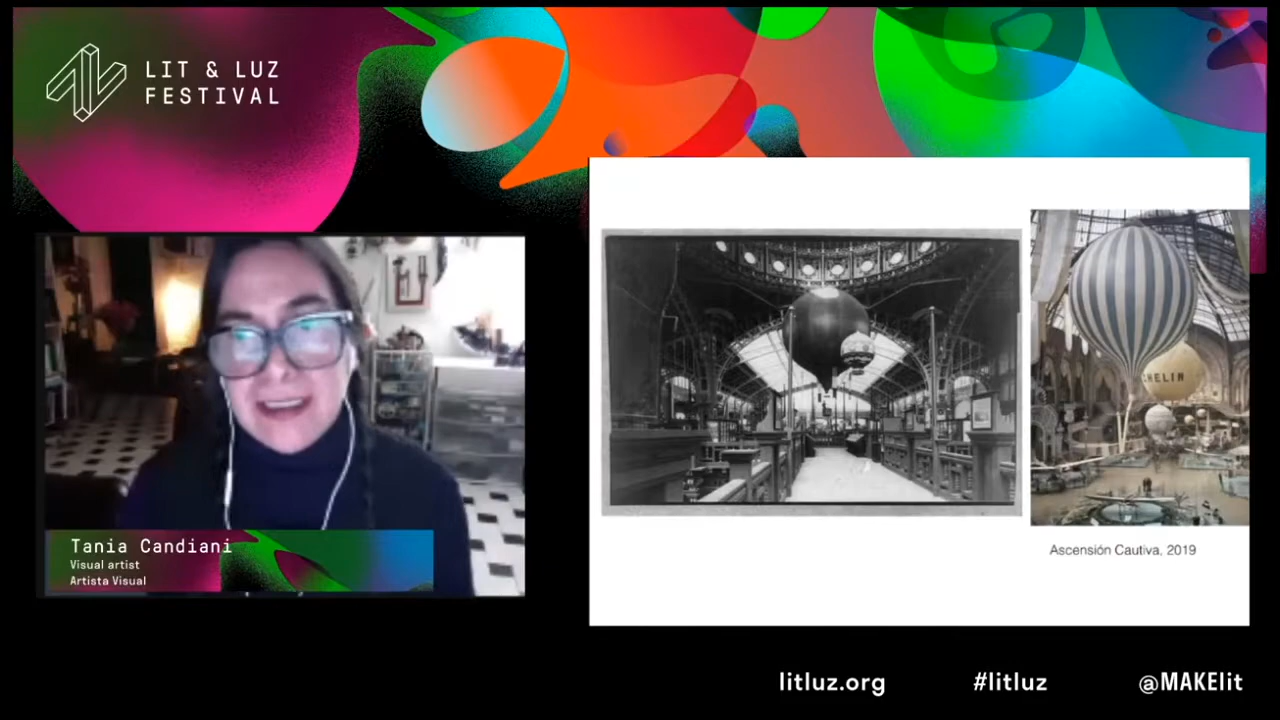 LIT & LUZ
FESTIVAL
CHELIN
Tania Candiani
Visual artist
Artista Visual
Ascensión Cautiva, 2019
litluz.org
#litluz
@MAKElit